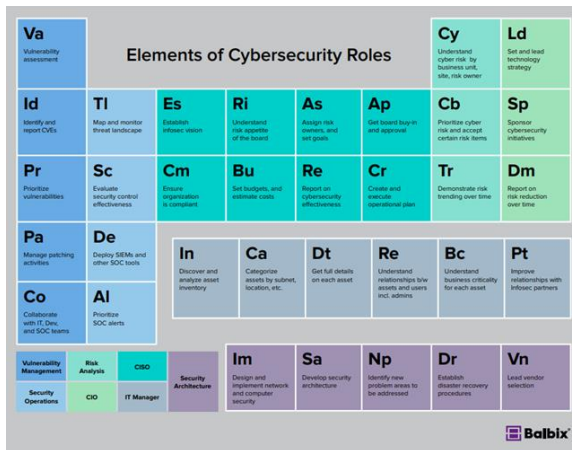 Elements of Cybersecurity Roles
Va
Vulnerability
assessment
Cy
Understand
cyber risk by
business unit,
site, risk owner
Ld
Set and lead
technology
strategy
Id
Identify and
report CVEs
Tl
Map and monitor
threat landscape
Es
Establish
infosec vision
Ri
Understand
risk appetite
of the board
As
Assign risk
owners, and
set goals
Ap
Get board buy-in
and approval
Cb
Prioritize cyber
risk and accept
certain risk items
Sp
Sponsor
cybersecurity
initiatives
Pr
Prioritize
vulnerabilities
Sc
Evaluate
security control
effectiveness
Cm
Ensure
organization
is compliant
Bu
Set budgets, and
estimate costs
Re
Report on
cybersecurity
effectiveness
Cr
Create and
execute
operational plan
Tr
Demonstrate risk
trending over time
Dm
Report on
risk reduction
over time
Pa
Manage patching
activities
De
Deploy SIEMs and
other SOC tools
In
Discover and
analyze asset
inventory
Ca
Categorize
assets by subnet,
location, etc.
Dt
Get full details
on each asset
Re
Understand
relationships b/w
assets and users
incl. admins
Bc
Understand
business criticality
for each asset
Pt
Improve
relationships with
Infosec partners
Co
Collaborate
with IT, Dev,
and SOC teams
Al
Prioritize
SOC alerts
Vulnerability
Management
Risk
Analysis
CISO
Security
Architecture
Security
Operations
CIO
IT Manager
Im
Design and
implement network
and computer
security
Sa
Develop security
architecture
Np
Identify new
problem areas to
be addressed
Dr
Establish
disaster recovery
procedures
Vn
Lead vendor
selection
Balbix